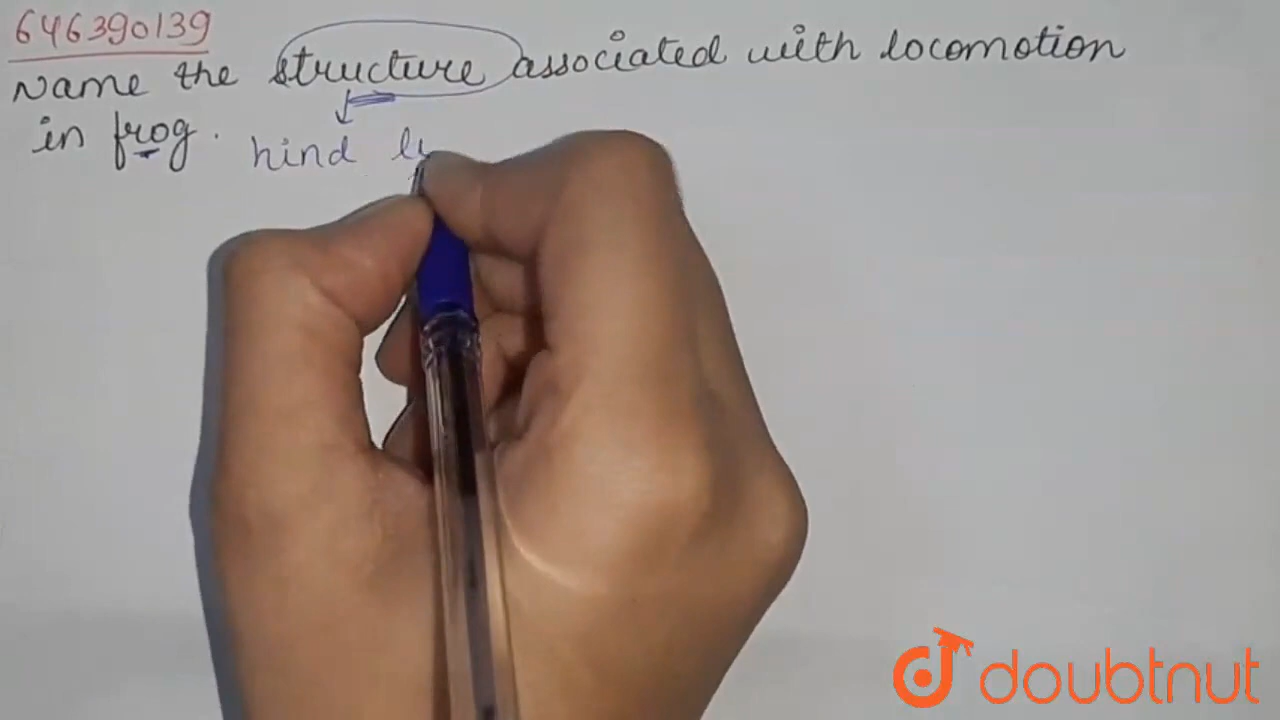 646390139
Name the structure associated with locomotion
in frog. hind
doubtnut